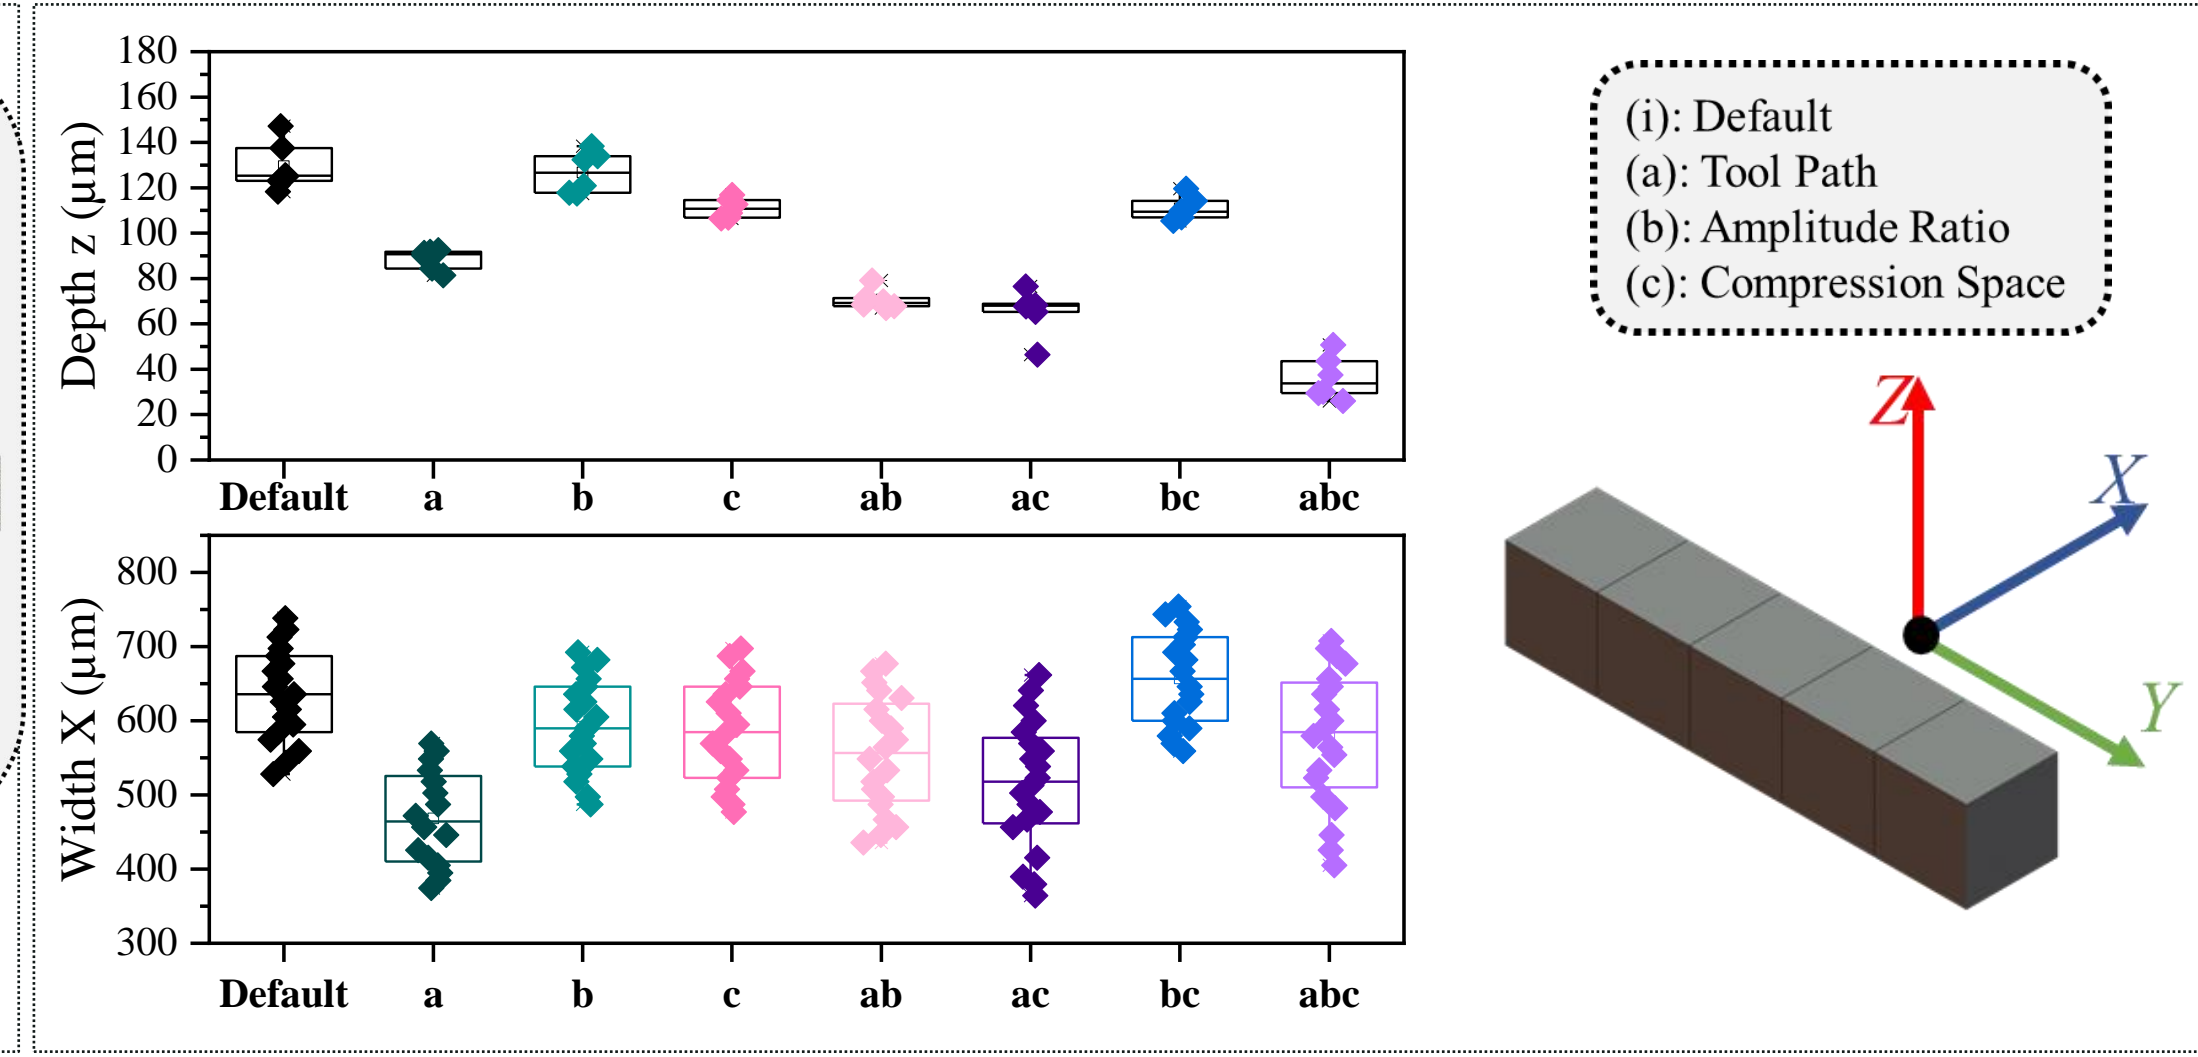 180
160
140
120
100
80
60
40
20
0
Depth z (μm)
Default a b c ab ac bc abc
800
700
600
500
400
300
Width X (μm)
Default a b c ab ac bc abc
(i): Default
(a): Tool Path
(b): Amplitude Ratio
(c): Compression Space
Z
X
Y